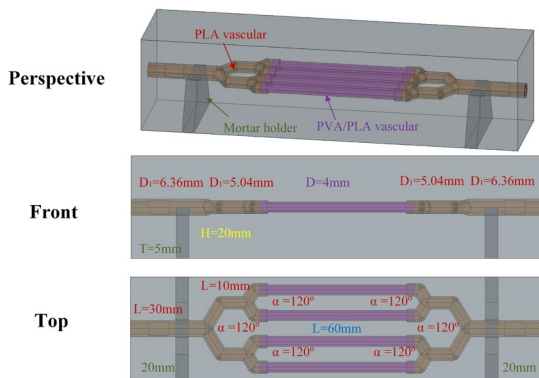 PLA vascular
Perspective
Mortar holder
PVA/PLA vascular
D₁=6.36mm D₁=5.04mm D=4mm D₁=5.04mm D₁=6.36mm
Front
H=20mm
T=5mm
L=10mm
α=120° α=120°
L=30mm
Top
α=120° L=60mm α=120°
α=120° α=120°
20mm 20mm